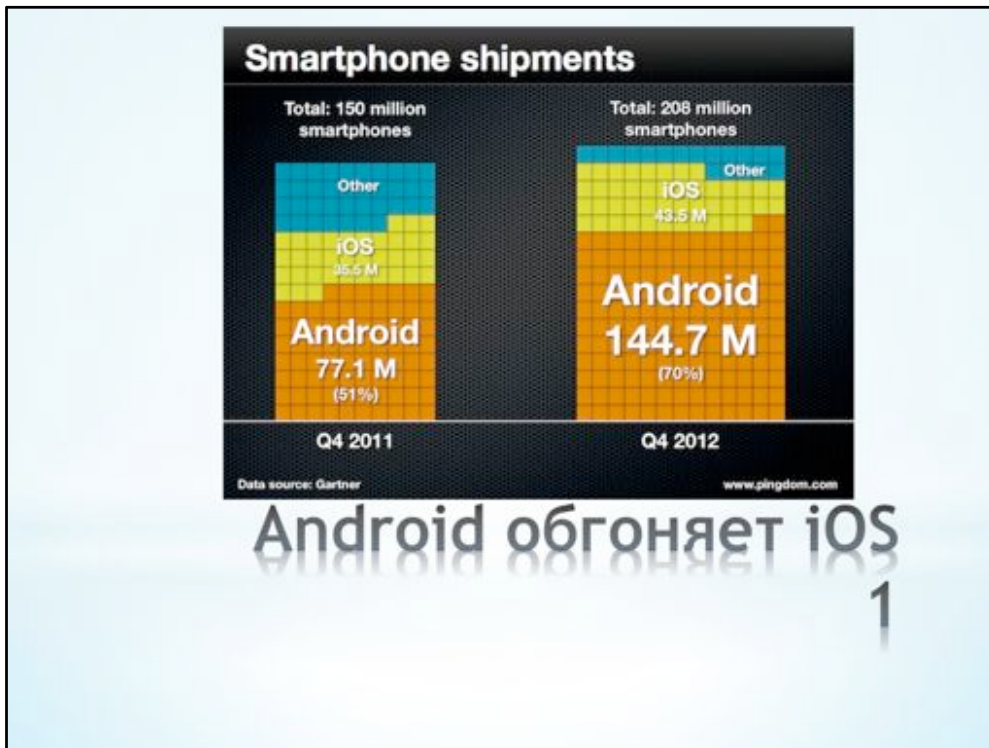 Smartphone shipments
Total: 150 million
smartphones
Other
iOS
35.5 M
Android
77.1 M
(51%)
Q4 2011
Total: 208 million
smartphones
Other
iOS
43.5 M
Android
144.7 M
(70%)
Q4 2012
Data source: Gartner
www.pingdom.com
Android обгоняет iOS
1